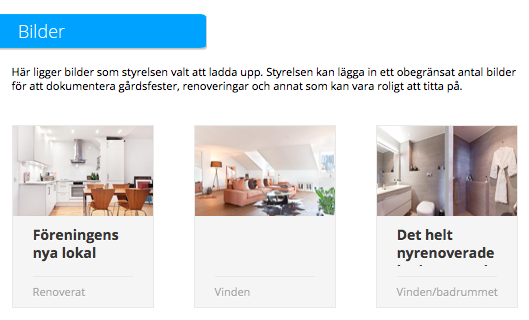 Bilder
Här ligger bilder som styrelsen valt att ladda upp. Styrelsen kan lägga in ett obegränsat antal bilder
för att dokumentera gårdsfester, renoveringar och annat som kan vara roligt att titta på.
Föreningens
nya lokal
Renoverat
Vinden
Det helt
nyrenoverade
Vinden/badrummet